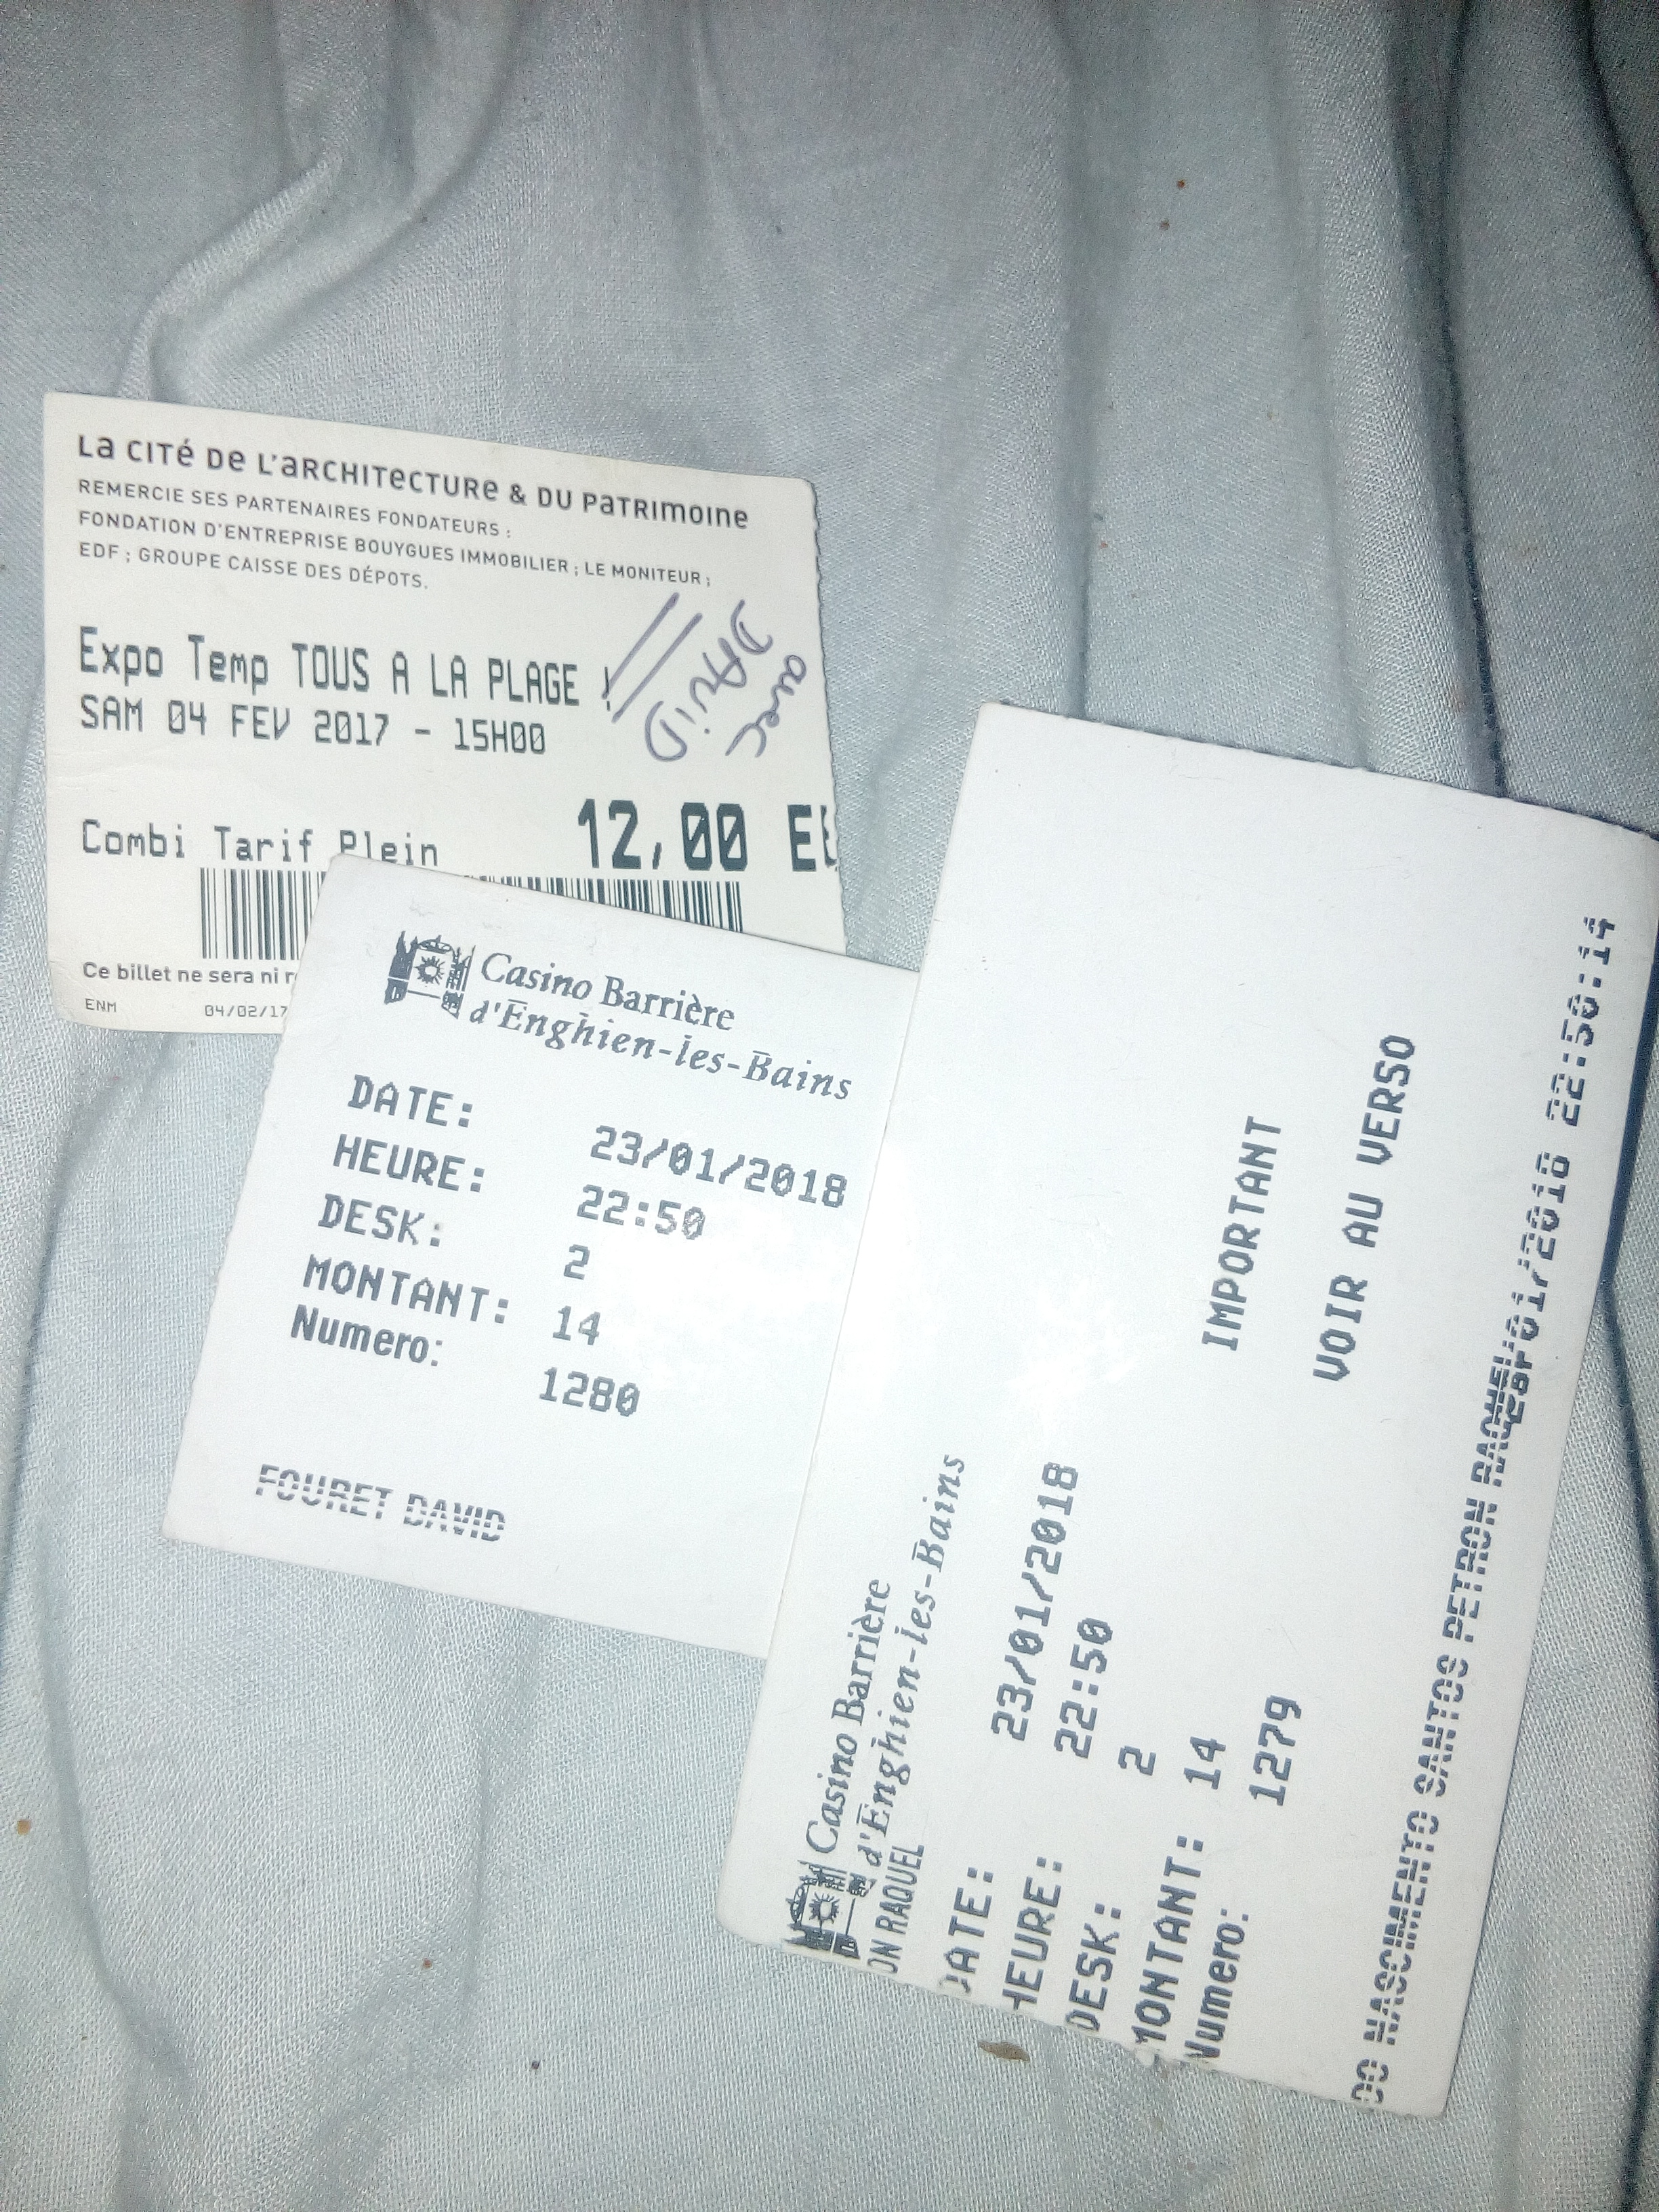 La CITé DE L'ARCHITECTURE & DU PATRIMOINE
REMERCIE SES PARTENAIRES FONDATEURS :
FONDATION D'ENTREPRISE BOUYGUES IMMOBILIER ; LE MONITEUR ;
EDF ; GROUPE CAISSE DES DÉPOTS.
Expo Temp TOUS A LA PLAGE !
SAM 04 FEV 2017 - 15H00
avec
DAViD
Combi Tarif Plein 12,00
Ce billet ne sera ni
ENM 04/02/17
Casino Barrière
d'Enghien-les-Bains
DATE: 23/01/2018
HEURE: 22:50
DESK: 2
MONTANT: 14
Numero: 1280
FOURET DAVID
Casino Barrière
d'Enghien-les-Bains
ON RAQUEL
DATE: 23/01/2018
HEURE: 22:50
DESK: 2
MONTANT: 14
Numero: 1279
IMPORTANT
VOIR AU VERSO
DO NASCIMENTO SANTOS PETRON RAQUEL
01/2018 22:50:14